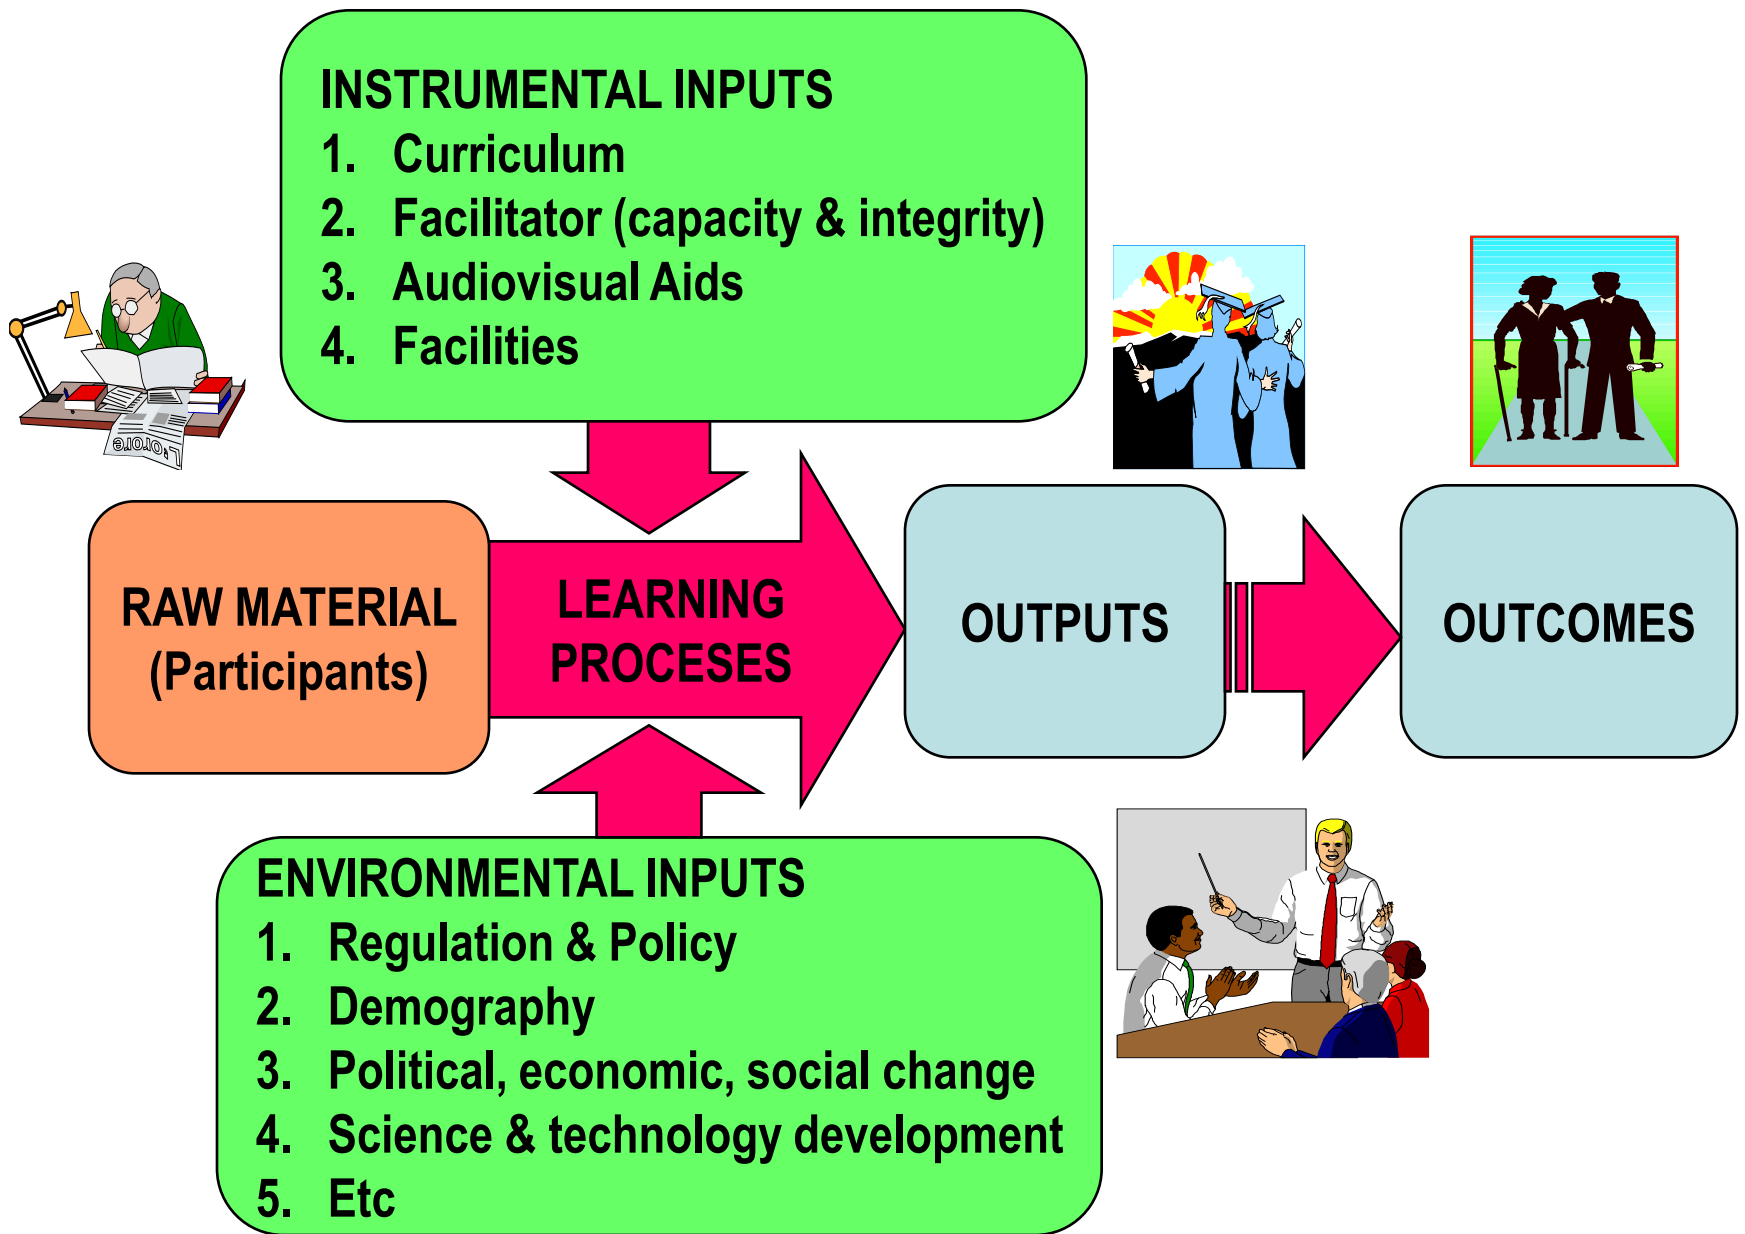 INSTRUMENTAL INPUTS
1. Curriculum
2. Facilitator (capacity & integrity)
3. Audiovisual Aids
4. Facilities
L'orore
RAW MATERIAL
(Participants)
LEARNING
PROCESES
OUTPUTS
OUTCOMES
ENVIRONMENTAL INPUTS
1. Regulation & Policy
2. Demography
3. Political, economic, social change
4. Science & technology development
5. Etc